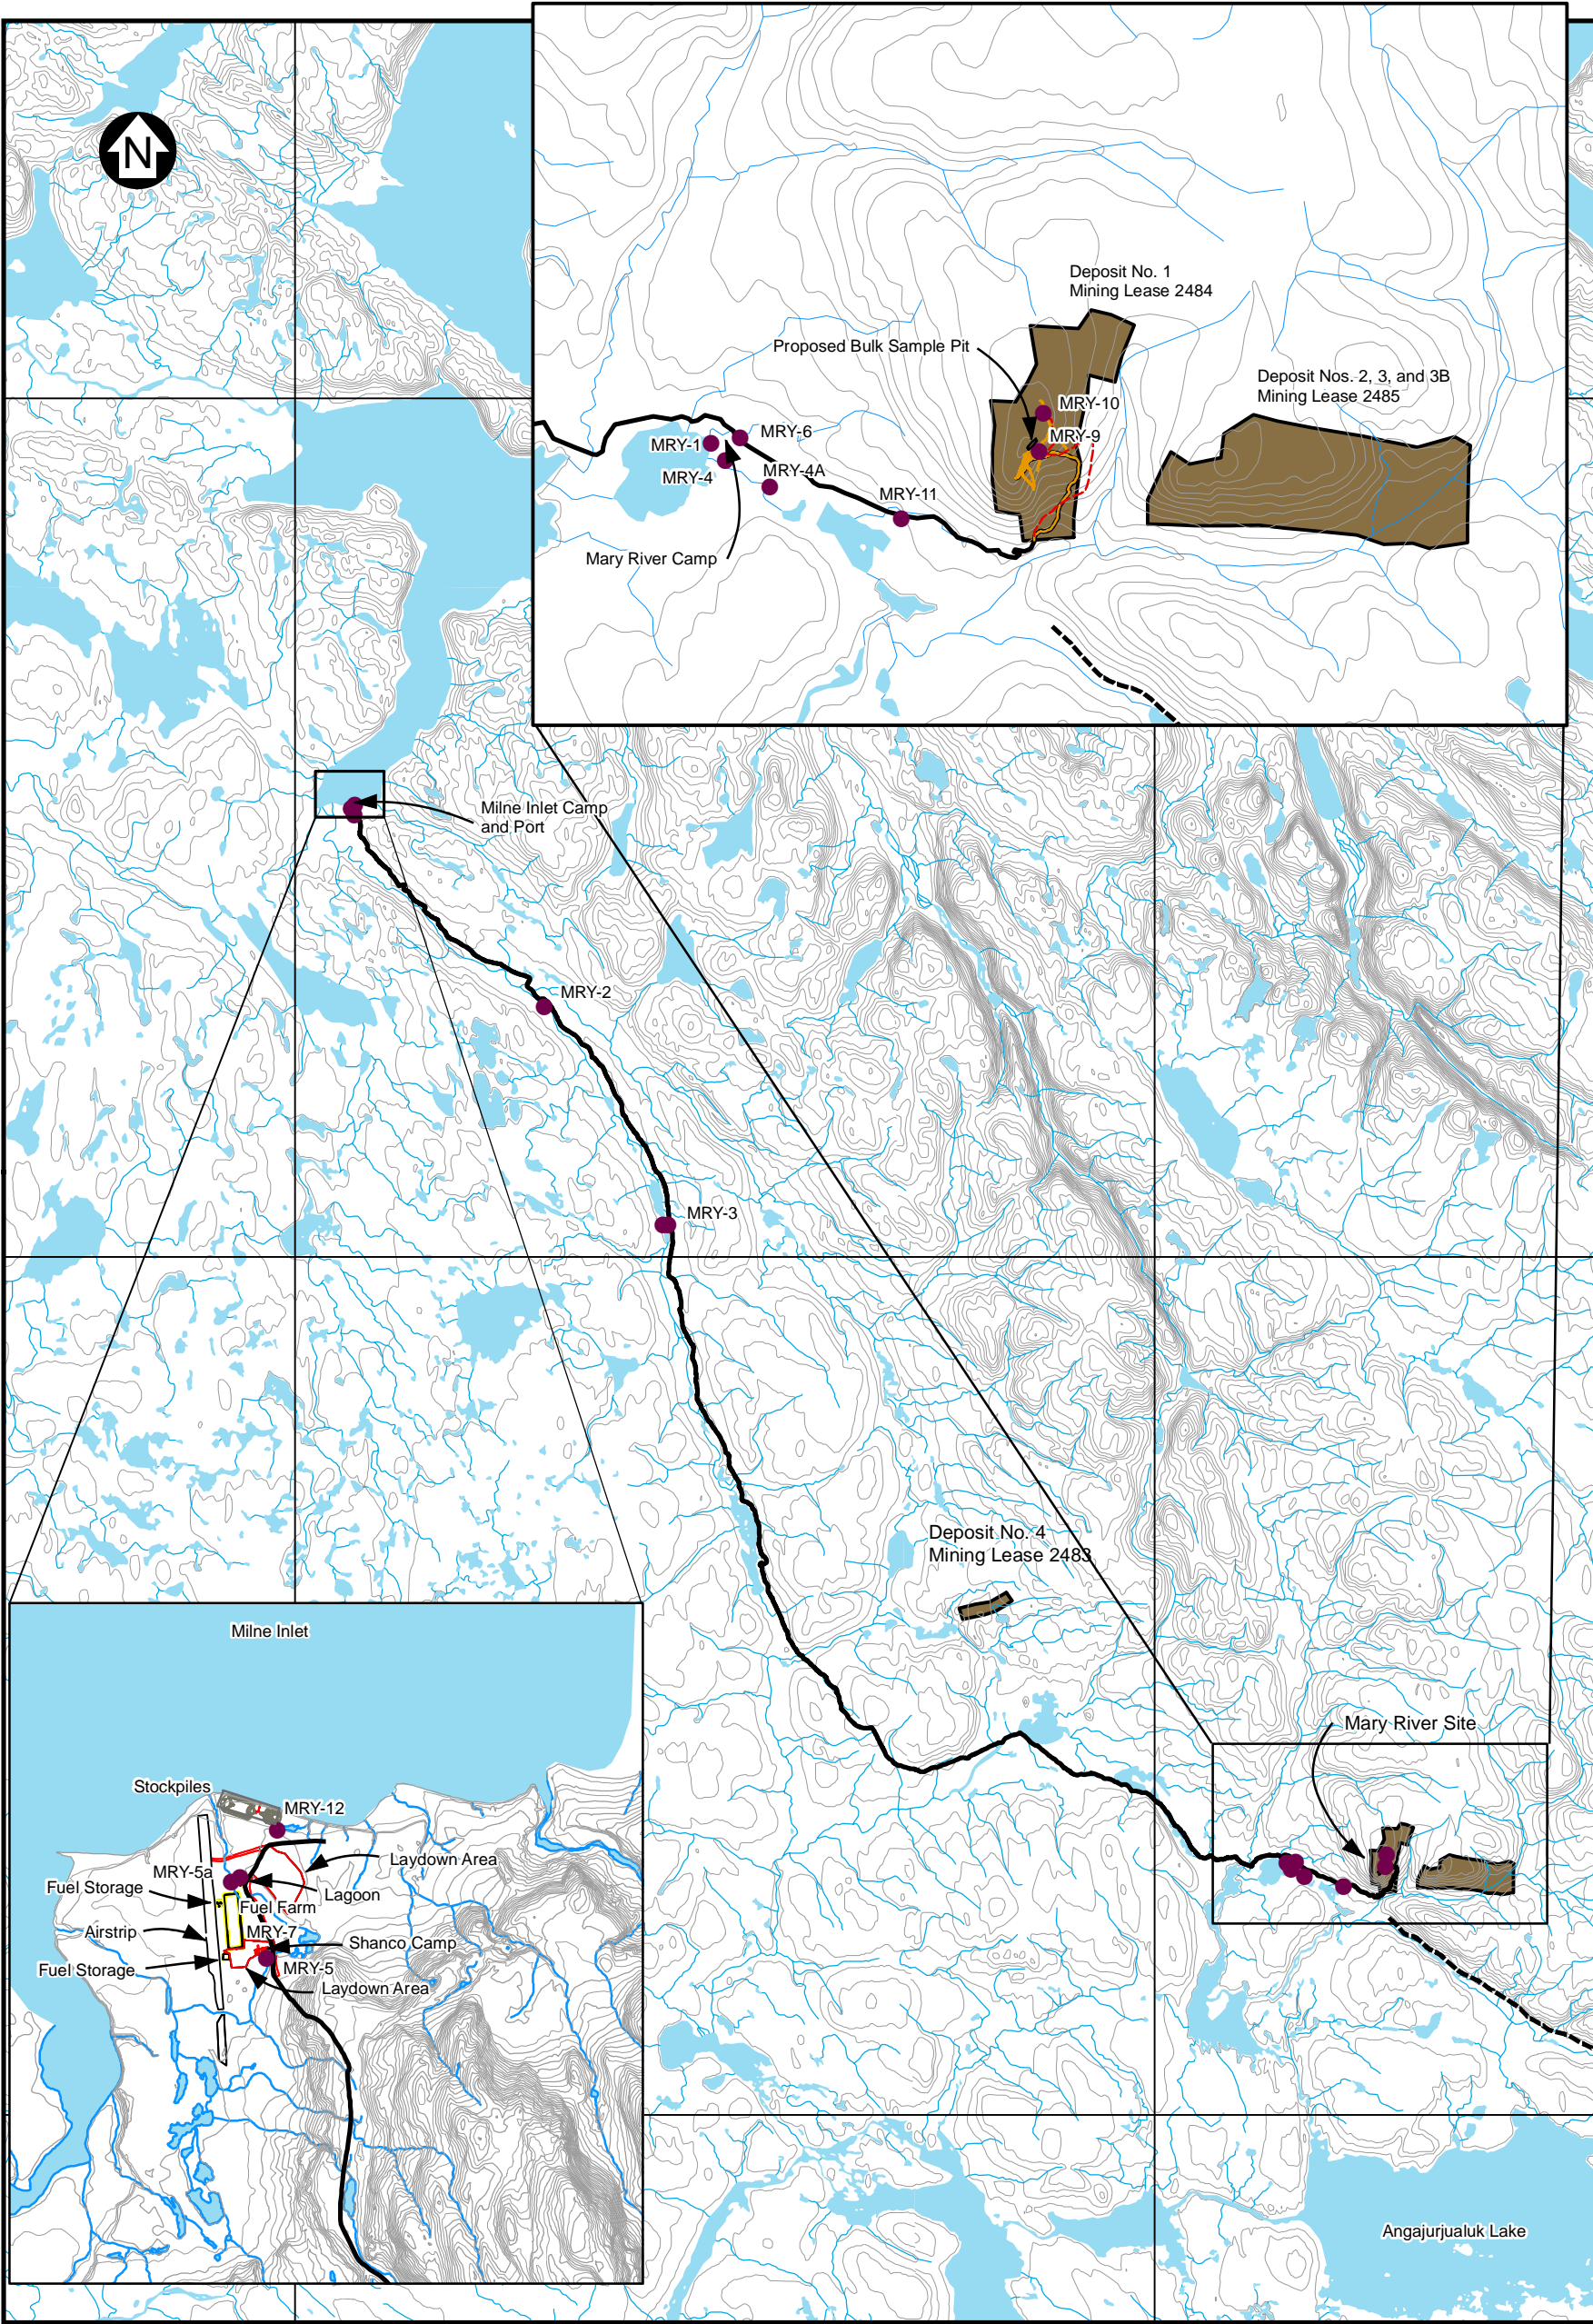 N
Deposit No. 1
Mining Lease 2484
Proposed Bulk Sample Pit
Deposit Nos. 2, 3, and 3B
Mining Lease 2485
MRY-10
MRY-9
MRY-6
MRY-1
MRY-4A
MRY-4
MRY-11
Mary River Camp
Milne Inlet Camp
and Port
MRY-2
MRY-3
Deposit No. 4
Mining Lease 2483
Mary River Site
Angajurjualuk Lake
Milne Inlet
Stockpiles
MRY-12
Laydown Area
MRY-5a
Fuel Storage
Lagoon
Fuel Farm
Airstrip
MRY-7
Shanco Camp
Fuel Storage
MRY-5
Laydown Area